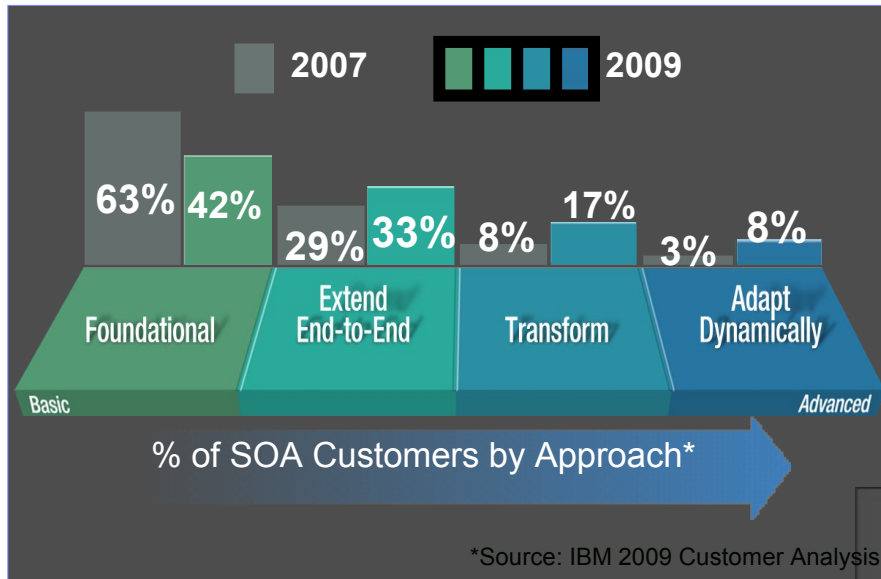 2007 2009
63% 42% 29% 33% 8% 17% 3% 8%
Foundational
Extend
End-to-End
Transform
Adapt
Dynamically
Basic
Advanced
% of SOA Customers by Approach*
*Source: IBM 2009 Customer Analysis